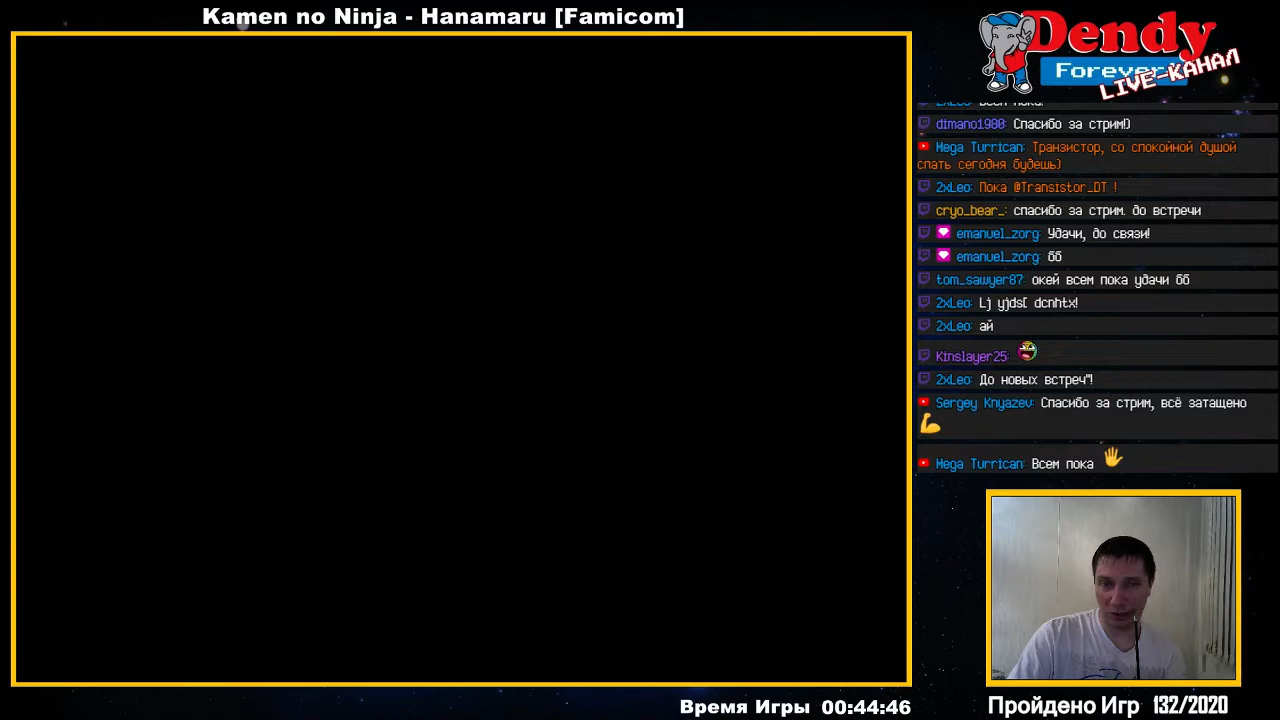 Kamen no Ninja - Hanamaru [Famicom]
Dendy
Forever!
LIVE-КАНАЛ
dimano1980: Спасибо за стрим!)
Mega Turrican: Транзистор, со спокойной душой
спать сегодня будешь)
2xLeo: Пока @Transistor_DT !
cryo_bear_: спасибо за стрим. до встречи
emanuel_zorg: Удачи, до связи!
emanuel_zorg: бб
tom_sawyer87: окей всем пока удачи бб
2xLeo: Lj yjds[ dcnhtx!
2xLeo: ай
Kinslayer25:
2xLeo: До новых встреч"!
Sergey Knyazev: Спасибо за стрим, всё затащено
Mega Turrican: Всем пока
Время Игры 00:44:46
Пройдено Игр 132/2020